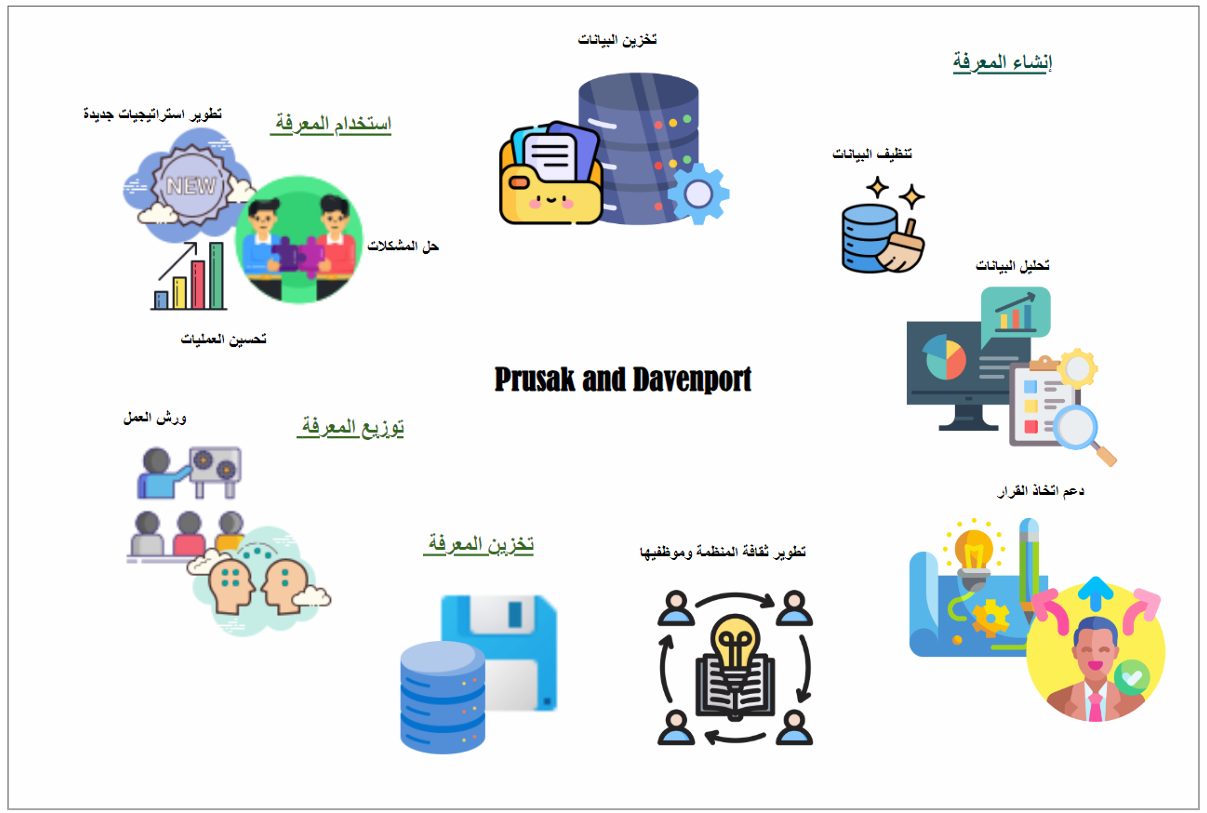 تخزين البيانات
إنشاء المعرفة
تطوير استراتيجيات جديدة
استخدام المعرفة
تنظيف البيانات
NEW
حل المشكلات
تحليل البيانات
تحسين العمليات
Prusak and Davenport
ورش العمل
توزيع المعرفة
دعم اتخاذ القرار
تخزين المعرفة
تطوير ثقافة المنظمة وموظفيها